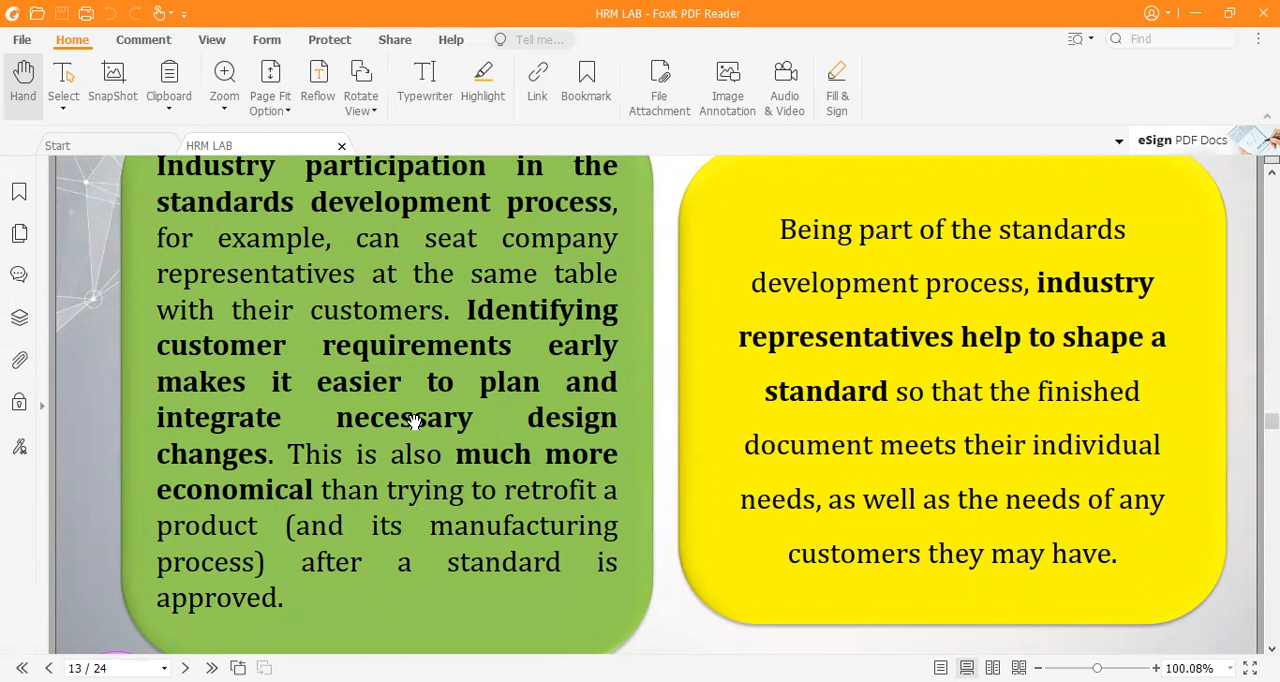 HRM LAB - Foxit PDF Reader
File Home Comment View Form Protect Share Help Tell me... Find
Hand Select SnapShot Clipboard Zoom Page Fit Option Reflow Rotate View Typewriter Highlight Link Bookmark File Attachment Image Annotation Audio & Video Fill & Sign
Start HRM LAB eSign PDF Docs
Industry participation in the
standards development process,
for example, can seat company
representatives at the same table
with their customers. Identifying
customer requirements early
makes it easier to plan and
integrate necessary design
changes. This is also much more
economical than trying to retrofit a
product (and its manufacturing
process) after a standard is
approved.
Being part of the standards
development process, industry
representatives help to shape a
standard so that the finished
document meets their individual
needs, as well as the needs of any
customers they may have.
13 / 24 100.08%